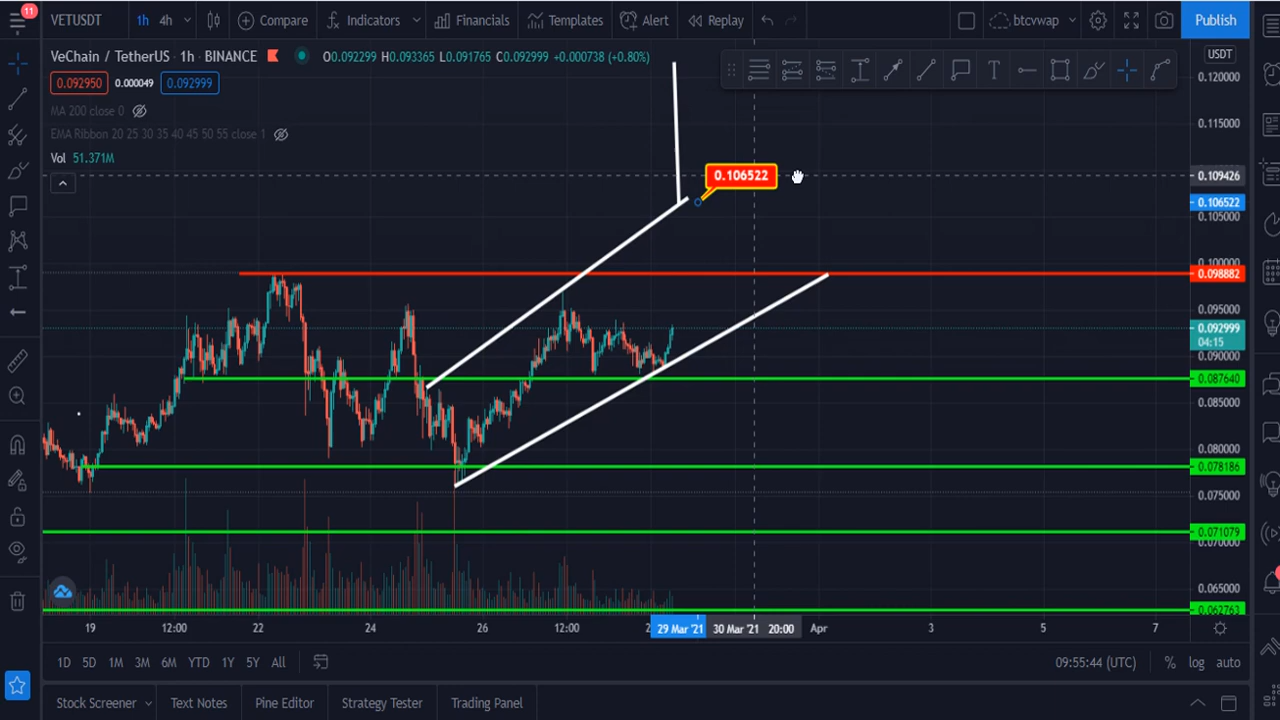 11
VETUSDT 1h 4h Compare Indicators Financials Templates Alert Replay btcvwap Publish
VeChain / TetherUS · 1h · BINANCE O0.092299 H0.093365 L0.091765 C0.092999 +0.000738 (+0.80%)
USDT
0.092950 0.000049 0.092999
MA 200 close 0
EMA Ribbon 20 25 30 35 40 45 50 55 close 1
Vol 51.371M
T
0.106522
0.120000
0.115000
0.109426
0.106522
0.105000
0.100000
0.098882
0.095000
0.092999
04:15
0.090000
0.087640
0.085000
0.080000
0.078186
0.075000
0.071079
0.070000
0.065000
0.062763
19 12:00 22 24 26 12:00 29 Mar '21 30 Mar '21 20:00 Apr 3 5 7
1D 5D 1M 3M 6M YTD 1Y 5Y All 09:55:44 (UTC) % log auto
Stock Screener Text Notes Pine Editor Strategy Tester Trading Panel